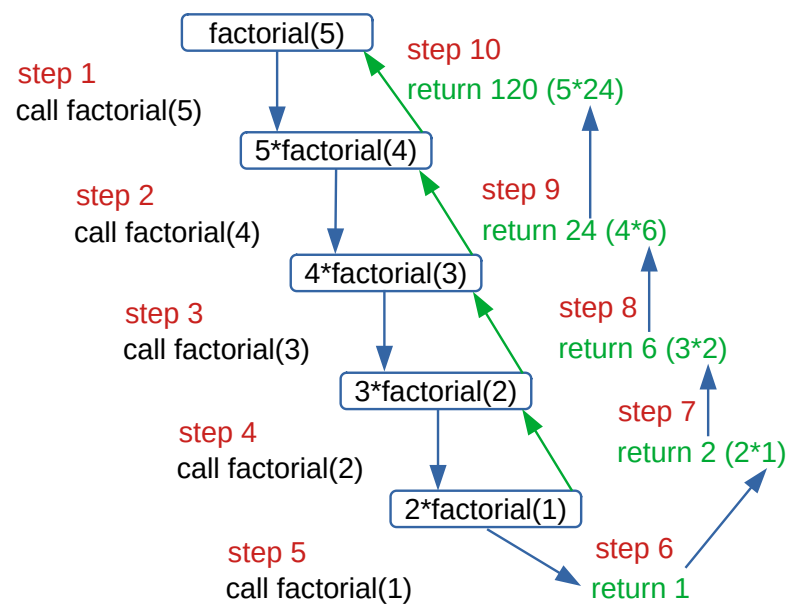 factorial(5)
step 10
return 120 (5*24)
step 1
call factorial(5)
5*factorial(4)
step 9
return 24 (4*6)
step 2
call factorial(4)
4*factorial(3)
step 8
return 6 (3*2)
step 3
call factorial(3)
3*factorial(2)
step 7
return 2 (2*1)
step 4
call factorial(2)
2*factorial(1)
step 6
return 1
step 5
call factorial(1)